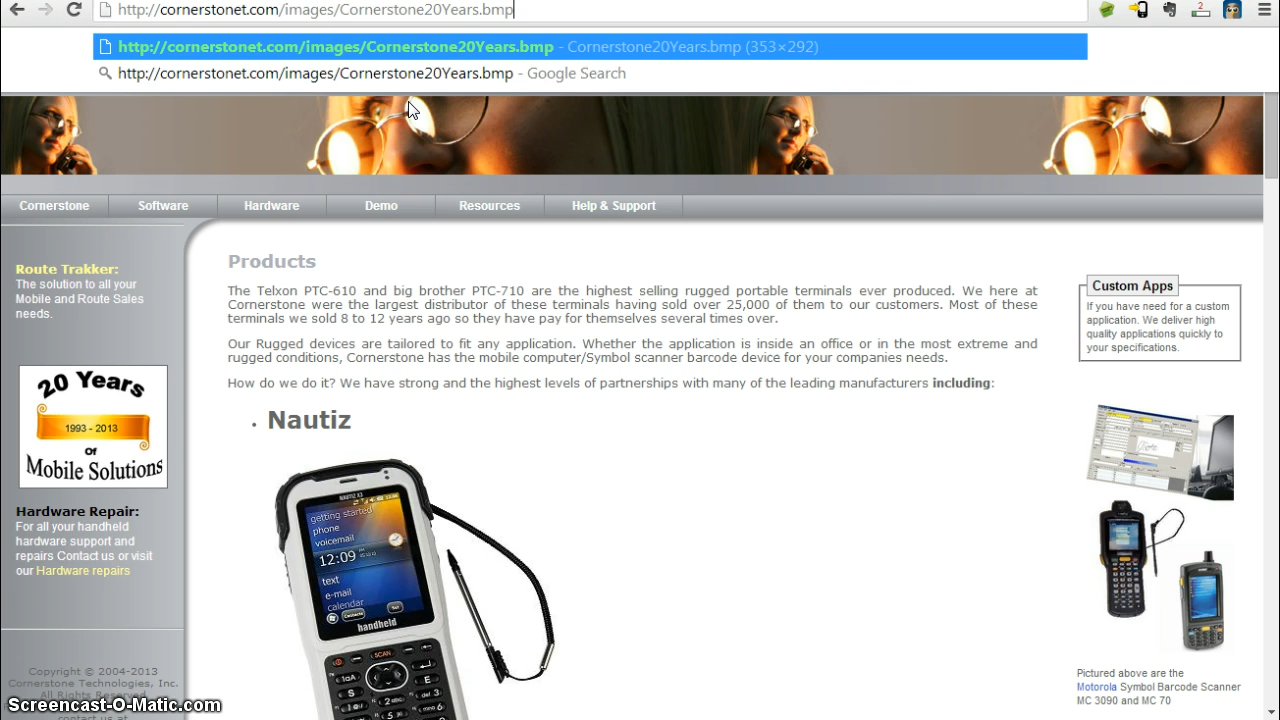 http://cornerstonet.com/images/Cornerstone20Years.bmp
2
http://cornerstonet.com/images/Cornerstone20Years.bmp - Cornerstone20Years.bmp (353×292)
http://cornerstonet.com/images/Cornerstone20Years.bmp - Google Search
Cornerstone
Software
Hardware
Demo
Resources
Help & Support
Route Trakker:
The solution to all your
Mobile and Route Sales
needs.
20 Years
1993 - 2013
Of
Mobile Solutions
Hardware Repair:
For all your handheld
hardware support and
repairs Contact us or visit
our Hardware repairs
Copyright © 2004-2013
Cornerstone Technologies, Inc.
All Rights Reserved
contact us at
Products
The Telxon PTC-610 and big brother PTC-710 are the highest selling rugged portable terminals ever produced. We here at
Cornerstone were the largest distributor of these terminals having sold over 25,000 of them to our customers. Most of these
terminals we sold 8 to 12 years ago so they have pay for themselves several times over.
Our Rugged devices are tailored to fit any application. Whether the application is inside an office or in the most extreme and
rugged conditions, Cornerstone has the mobile computer/Symbol scanner barcode device for your companies needs.
How do we do it? We have strong and the highest levels of partnerships with many of the leading manufacturers including:
• Nautiz
NAUTIZ X3
getting started
phone
voicemail
12:09
text
e-mail
calendar
Contacts
handheld
SCAN
Custom Apps
If you have need for a custom
application. We deliver high
quality applications quickly to
your specifications.
Pictured above are the
Motorola Symbol Barcode Scanner
MC 3090 and MC 70
Screencast-O-Matic.com